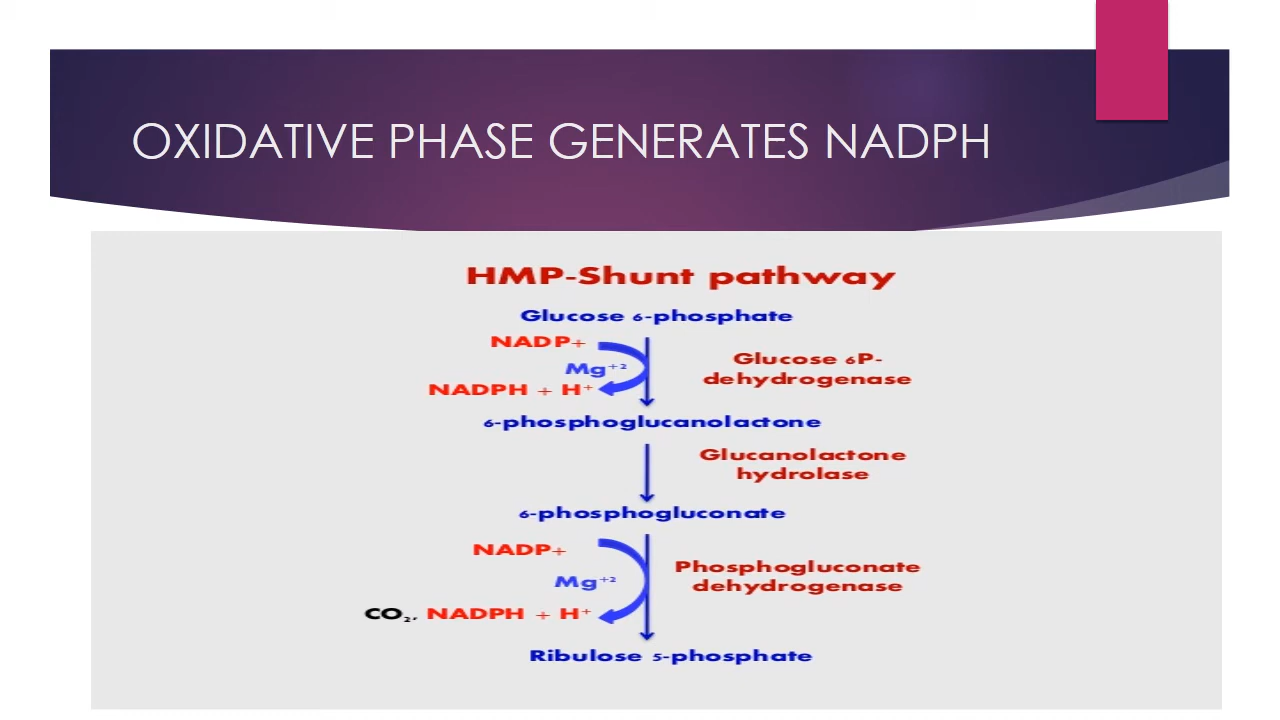 OXIDATIVE PHASE GENERATES NADPH
HMP-Shunt pathway
Glucose 6-phosphate
NADP+
Mg⁺²
NADPH + H⁺
Glucose 6P-
dehydrogenase
6-phosphoglucanolactone
Glucanolactone
hydrolase
6-phosphogluconate
NADP+
Mg⁺²
CO₂, NADPH + H⁺
Phosphogluconate
dehydrogenase
Ribulose 5-phosphate